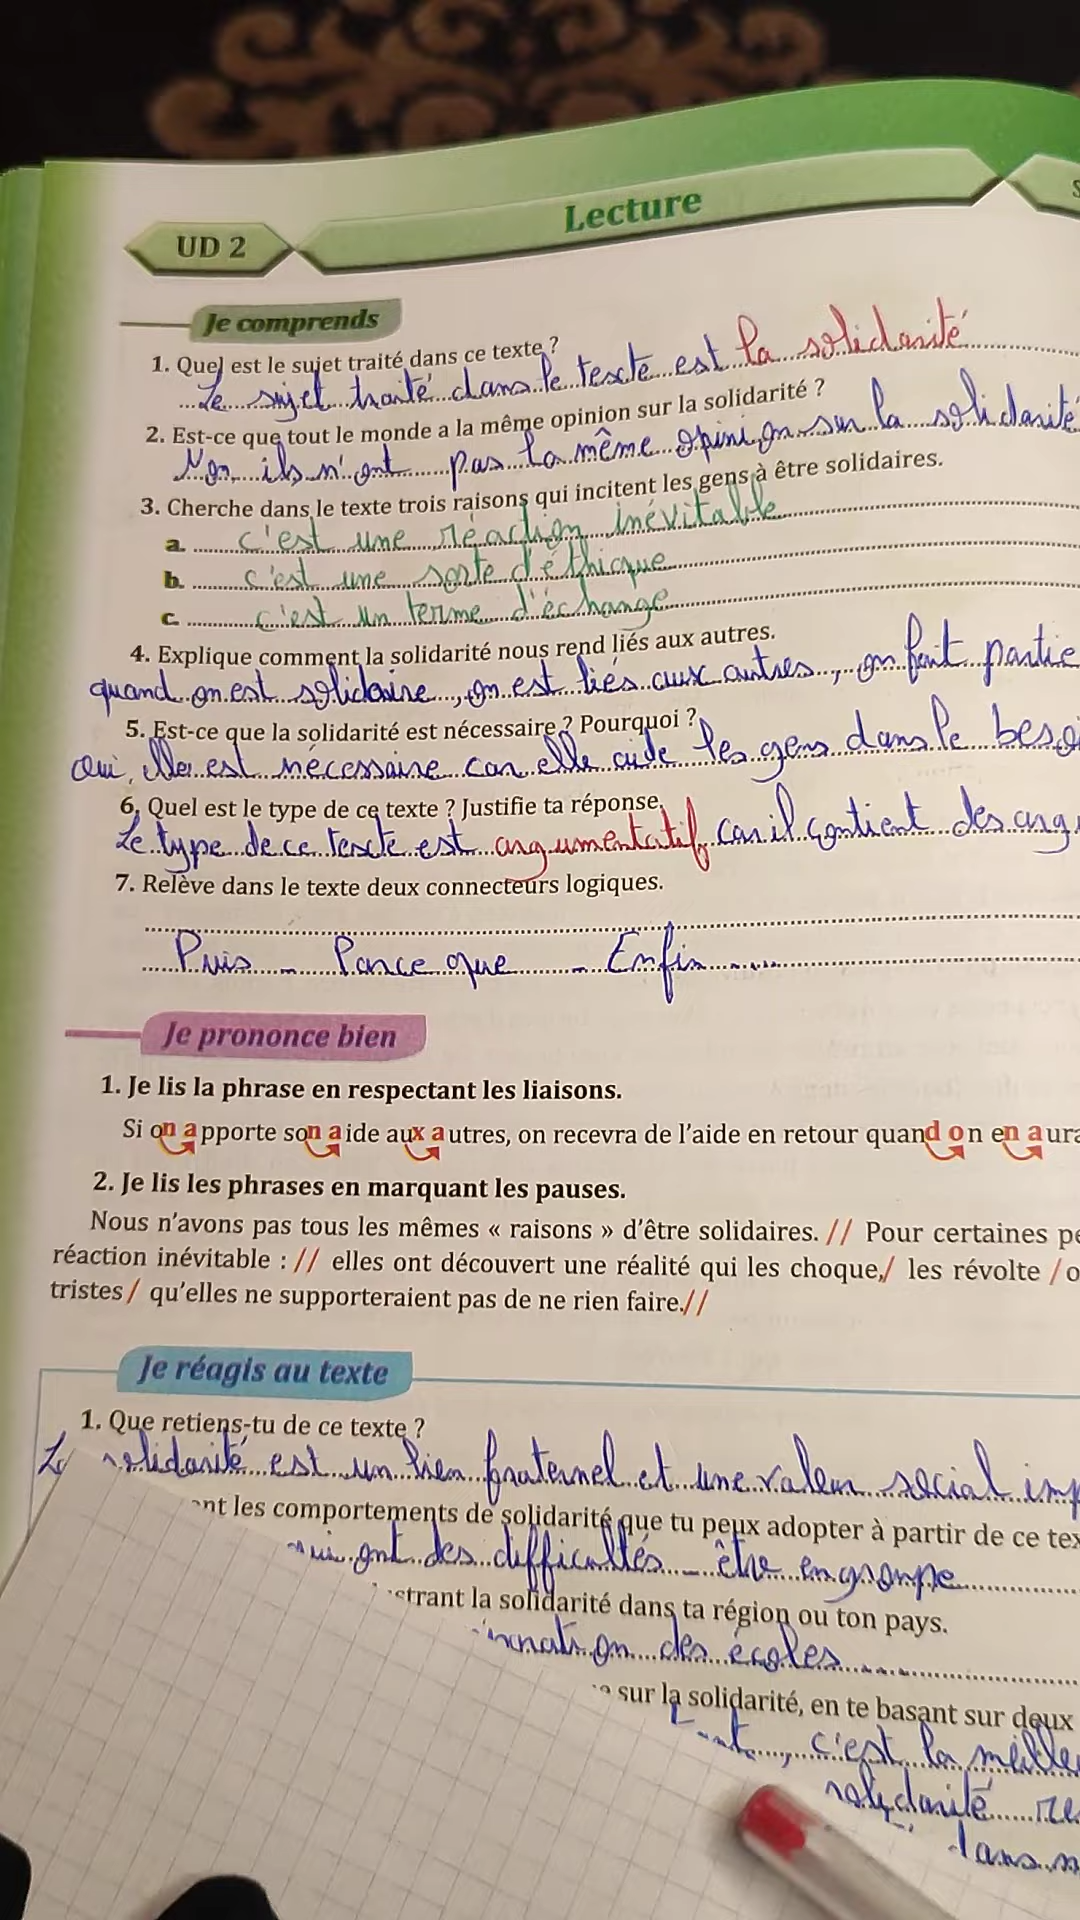 Lecture
S
UD 2
Je comprends
1. Quel est le sujet traité dans ce texte ?
Le sujet traité dans le texte est la solidarité
2. Est-ce que tout le monde a la même opinion sur la solidarité ?
Non, ils n'ont pas la même opinion sur la solidarité
3. Cherche dans le texte trois raisons qui incitent les gens à être solidaires.
a. c'est une réaction inévitable
b. c'est une sorte d'éthique
c. c'est un terme d'échange
4. Explique comment la solidarité nous rend liés aux autres.
quand on est solidaire, on est liés aux autres, on fait partie
5. Est-ce que la solidarité est nécessaire ? Pourquoi ?
oui, elle est nécessaire car elle aide les gens dans le beso
6. Quel est le type de ce texte ? Justifie ta réponse.
Le type de ce texte est argumentatif car il contient des arg
7. Relève dans le texte deux connecteurs logiques.
Puis - Parce que - Enfin
Je prononce bien
1. Je lis la phrase en respectant les liaisons.
Si on apporte son aide aux autres, on recevra de l'aide en retour quand on en aura
2. Je lis les phrases en marquant les pauses.
Nous n'avons pas tous les mêmes « raisons » d'être solidaires. // Pour certaines pe
réaction inévitable : // elles ont découvert une réalité qui les choque,/ les révolte / o
tristes / qu'elles ne supporteraient pas de ne rien faire.//
Je réagis au texte
1. Que retiens-tu de ce texte ?
solidarité est un lien fraternel et une valeur social imp
nt les comportements de solidarité que tu peux adopter à partir de ce tex
qui ont des difficultés - être en groupe
strant la solidarité dans ta région ou ton pays.
des écoles
sur la solidarité, en te basant sur deux
c'est la meille
solidarité re
dans